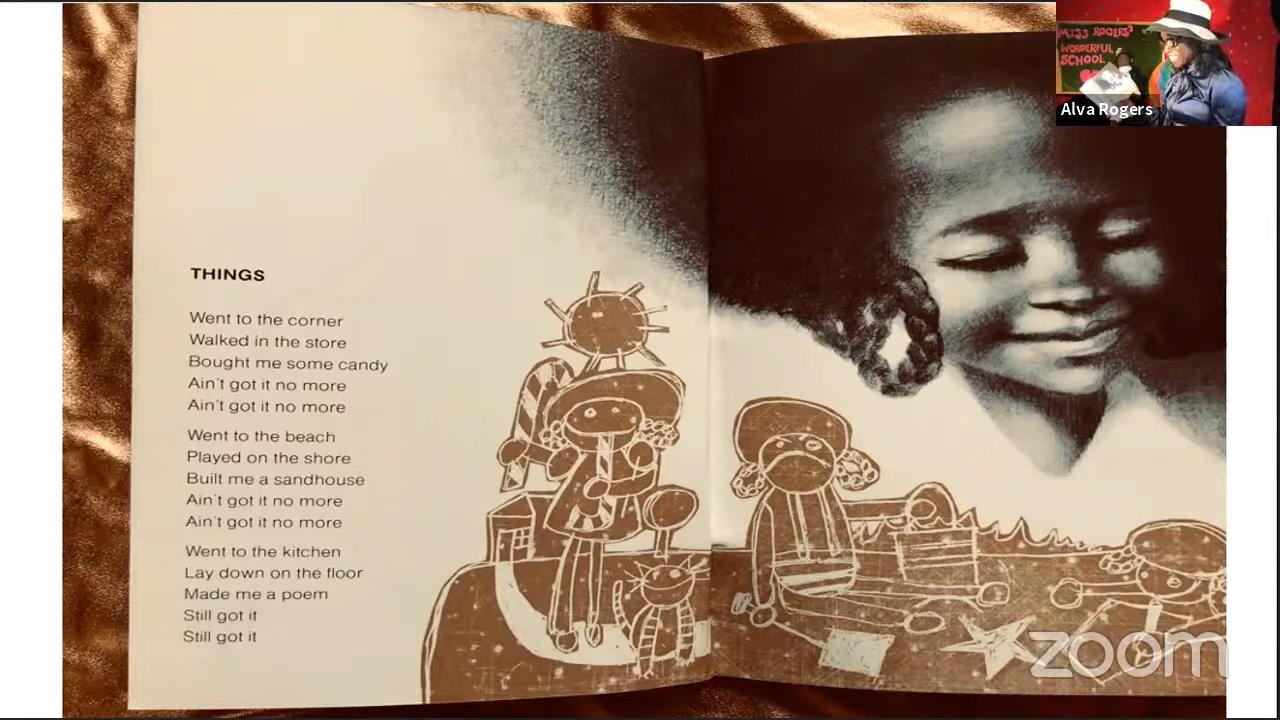 MISS ROGERS'
WONDERFUL
SCHOOL
Alva Rogers
THINGS
Went to the corner
Walked in the store
Bought me some candy
Ain't got it no more
Ain't got it no more
Went to the beach
Played on the shore
Built me a sandhouse
Ain't got it no more
Ain't got it no more
Went to the kitchen
Lay down on the floor
Made me a poem
Still got it
Still got it
zoom